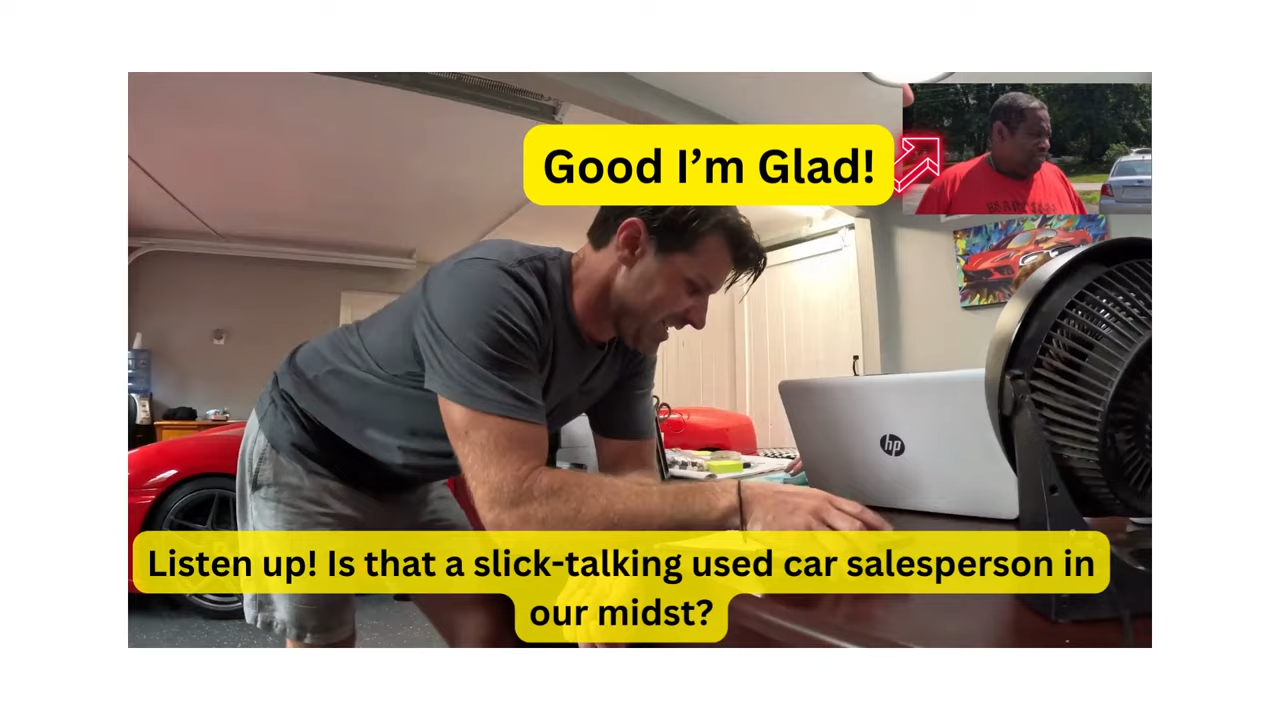 Good I’m Glad!
hp
Listen up! Is that a slick-talking used car salesperson in
our midst?